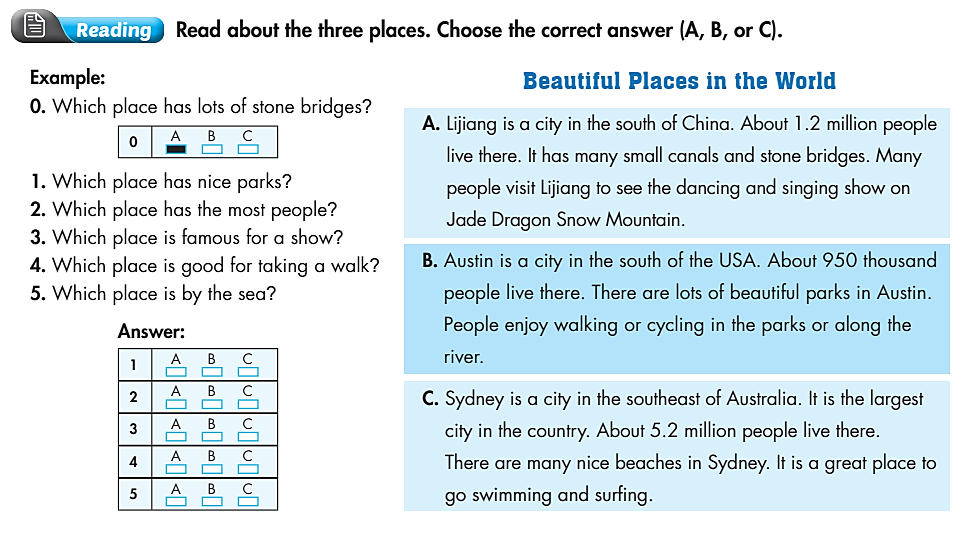 Reading
Read about the three places. Choose the correct answer (A, B, or C).
Example:
0. Which place has lots of stone bridges?
0 A B C
1. Which place has nice parks?
2. Which place has the most people?
3. Which place is famous for a show?
4. Which place is good for taking a walk?
5. Which place is by the sea?
Answer:
1 A B C
2 A B C
3 A B C
4 A B C
5 A B C
Beautiful Places in the World
A. Lijiang is a city in the south of China. About 1.2 million people
live there. It has many small canals and stone bridges. Many
people visit Lijiang to see the dancing and singing show on
Jade Dragon Snow Mountain.
B. Austin is a city in the south of the USA. About 950 thousand
people live there. There are lots of beautiful parks in Austin.
People enjoy walking or cycling in the parks or along the
river.
C. Sydney is a city in the southeast of Australia. It is the largest
city in the country. About 5.2 million people live there.
There are many nice beaches in Sydney. It is a great place to
go swimming and surfing.